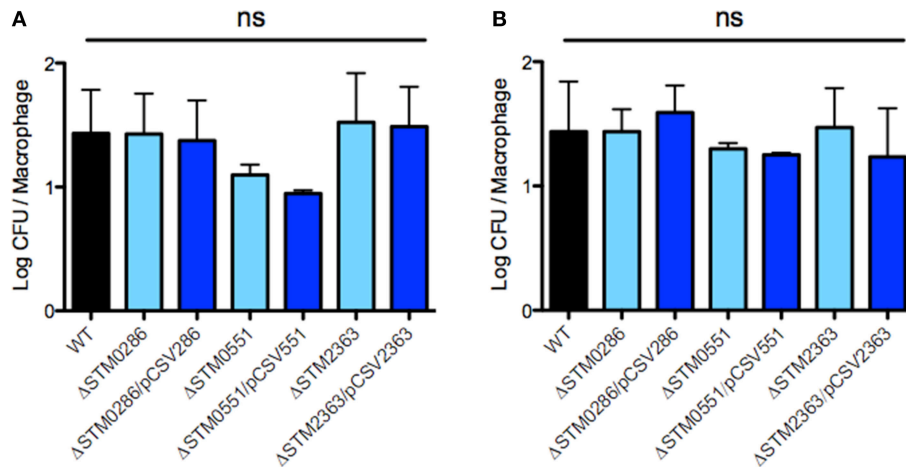 A
ns
Log CFU / Macrophage
2
1
0
WT
ΔSTM0286
ΔSTM0286/pCSV286
ΔSTM0551
ΔSTM0551/pCSV551
ΔSTM2363
ΔSTM2363/pCSV2363
B
ns
Log CFU / Macrophage
2
1
0
WT
ΔSTM0286
ΔSTM0286/pCSV286
ΔSTM0551
ΔSTM0551/pCSV551
ΔSTM2363
ΔSTM2363/pCSV2363